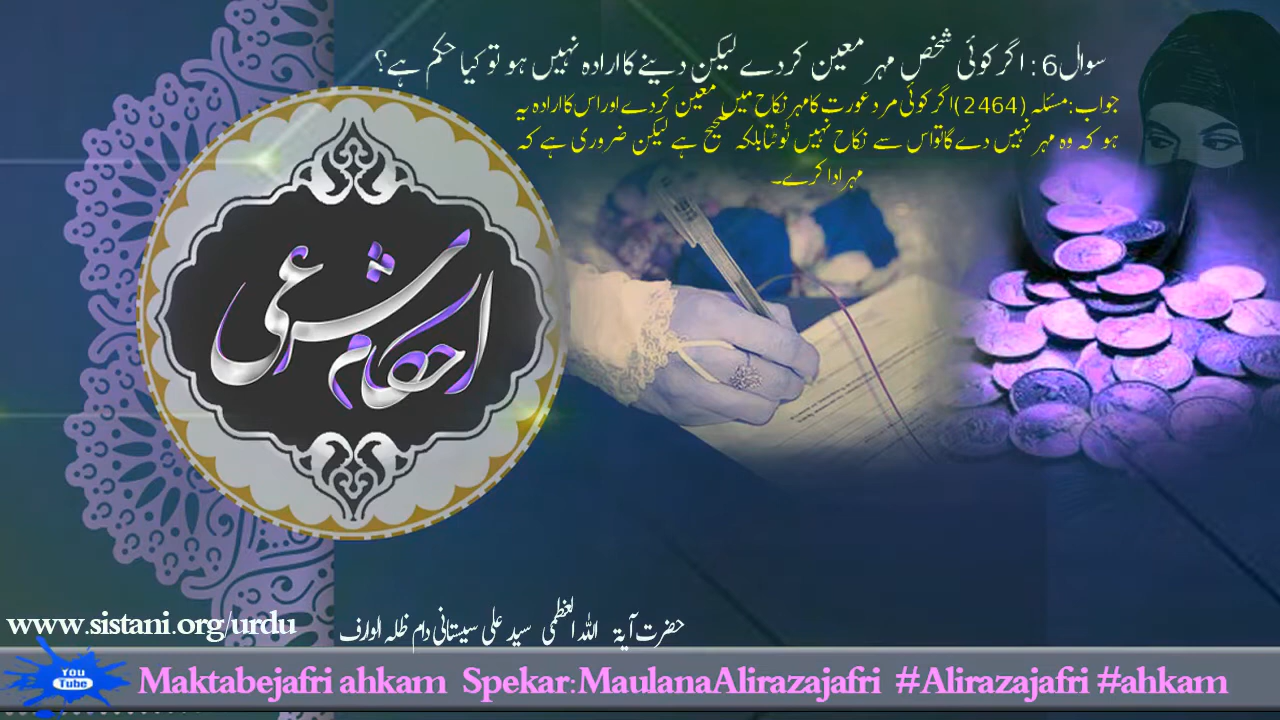 سوال6 : اگر کوئی شخص مہر معین کردے لیکن دینے کا ارادہ نہیں ہو تو کیا حکم ہے؟
جواب: مسئلہ (2464) اگر کوئی مرد عورت کا مہر نکاح میں معین کردے اور اس کا ارادہ یہ
ہو کہ وہ مہر نہیں دے گا تو اس سے نکاح نہیں ٹوٹتا بلکہ صحیح ہے لیکن ضروری ہے کہ
مہر ادا کرے۔
احکام شرعی
www.sistani.org/urdu
حضرت آیۃ اللہ العظمی سید علی سیستانی دام ظلہ الوارف
You
Tube
Maktabejafri ahkam Spekar:MaulanaAlirazajafri #Alirazajafri #ahkam